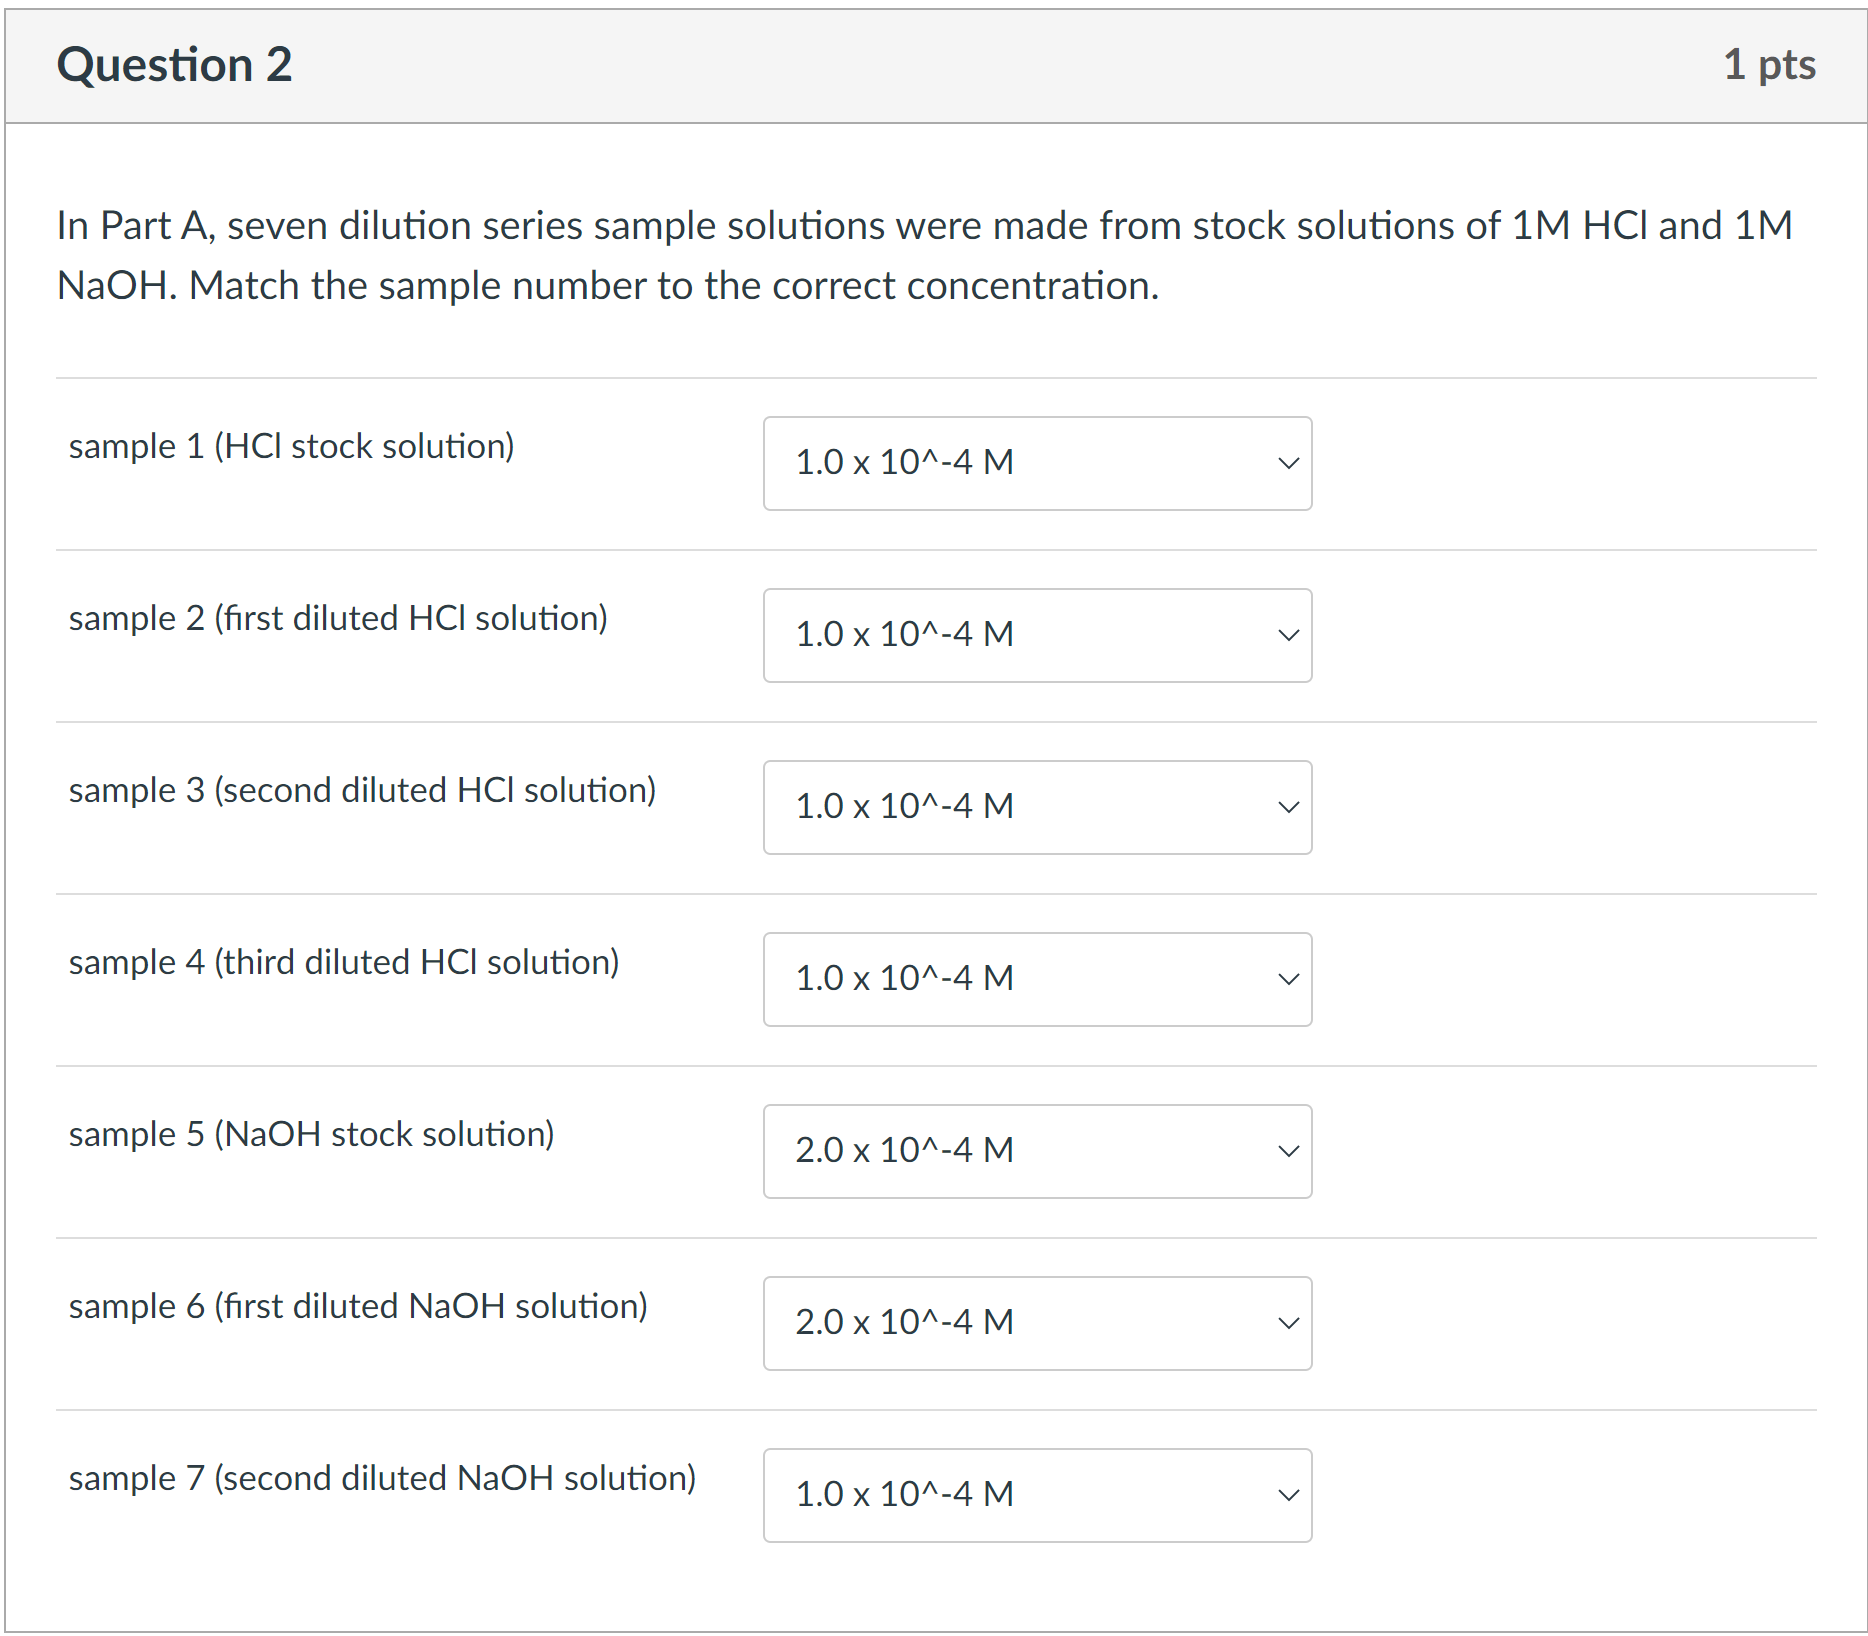 Question 2
1 pts
In Part A, seven dilution series sample solutions were made from stock solutions of 1M HCl and 1M
NaOH. Match the sample number to the correct concentration.
sample 1 (HCl stock solution)
1.0 x 10^-4 M
sample 2 (first diluted HCl solution)
1.0 x 10^-4 M
sample 3 (second diluted HCl solution)
1.0 x 10^-4 M
sample 4 (third diluted HCl solution)
1.0 x 10^-4 M
sample 5 (NaOH stock solution)
2.0 x 10^-4 M
sample 6 (first diluted NaOH solution)
2.0 x 10^-4 M
sample 7 (second diluted NaOH solution)
1.0 x 10^-4 M